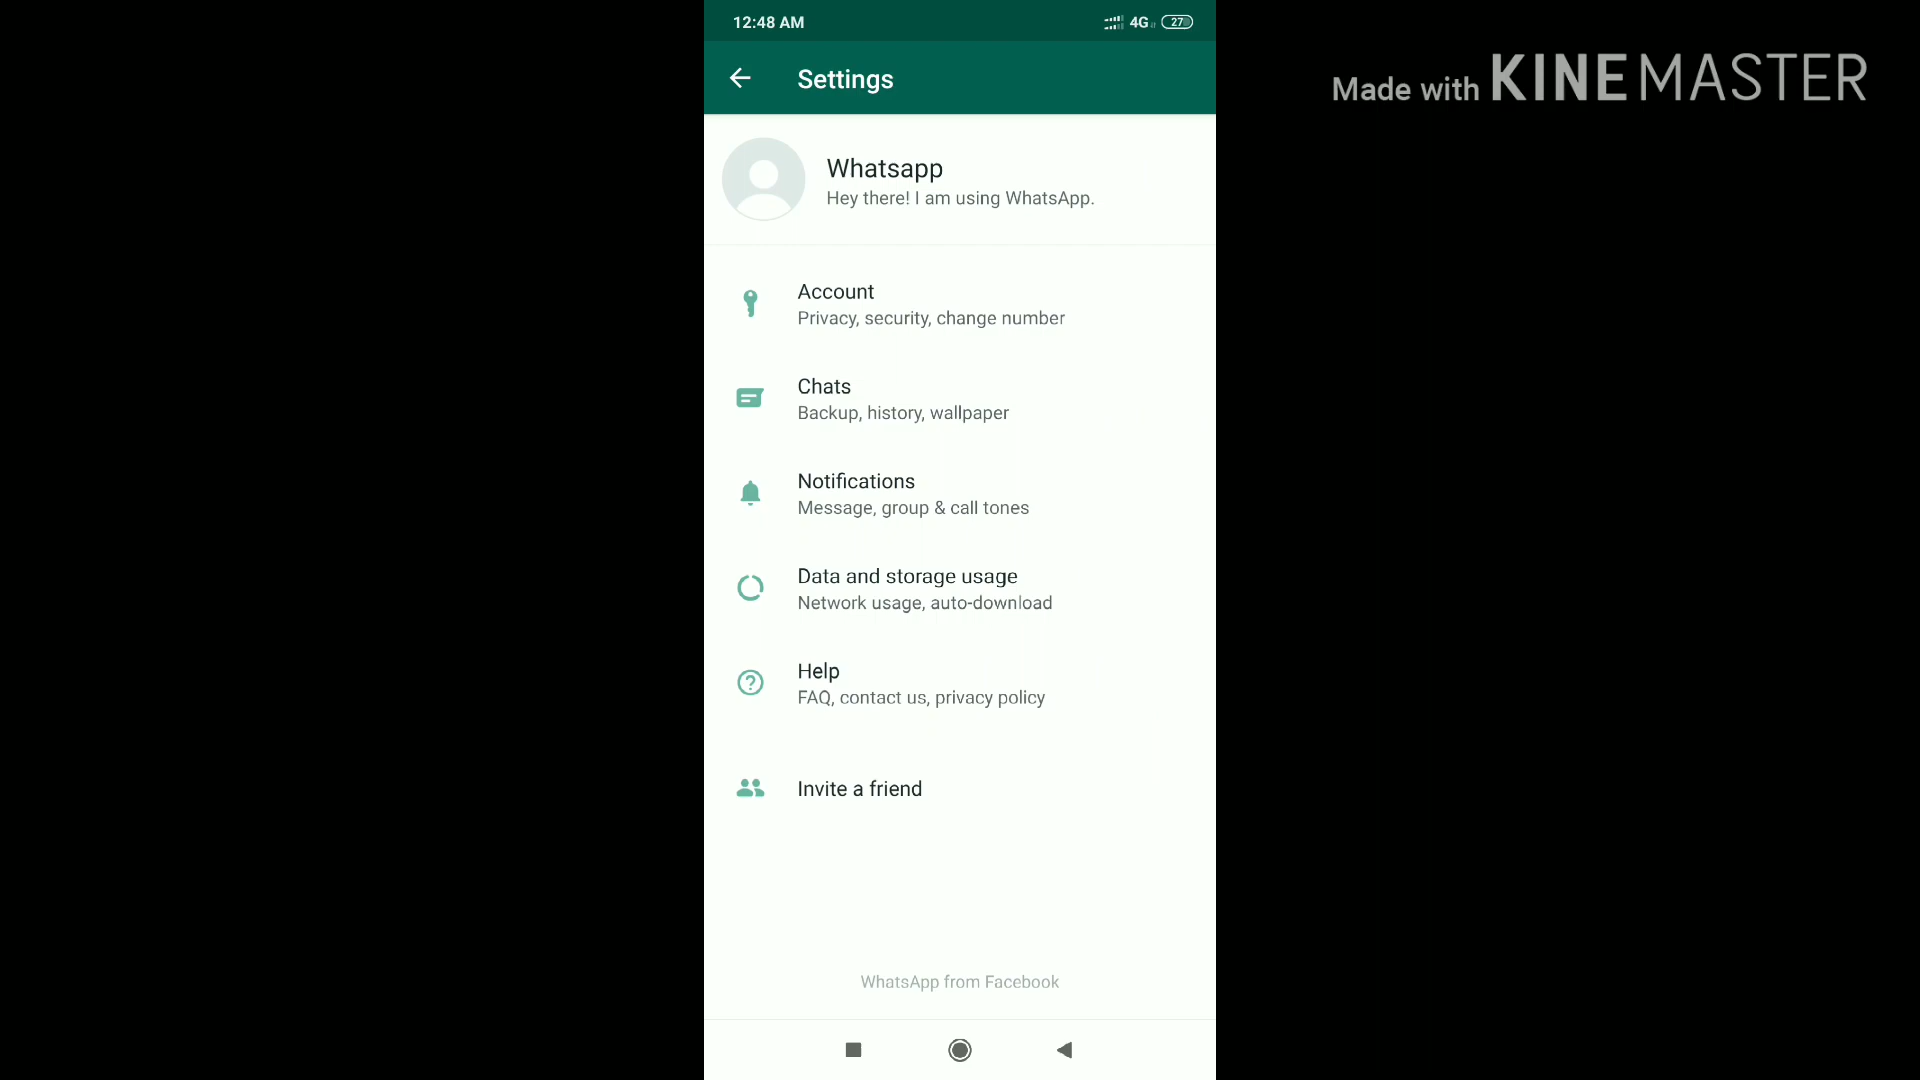 12:48 AM
4G
27
Made with KINEMASTER
Settings
Whatsapp
Hey there! I am using WhatsApp.
Account
Privacy, security, change number
Chats
Backup, history, wallpaper
Notifications
Message, group & call tones
Data and storage usage
Network usage, auto-download
Help
FAQ, contact us, privacy policy
Invite a friend
WhatsApp from Facebook